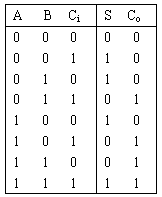 A B Ci S Co
0 0 0 0 0
0 0 1 1 0
0 1 0 1 0
0 1 1 0 1
1 0 0 1 0
1 0 1 0 1
1 1 0 0 1
1 1 1 1 1